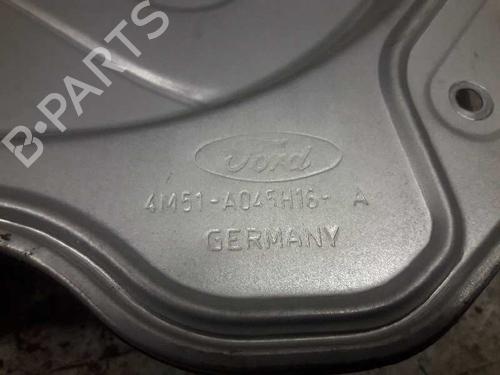 B-PARTS
Ford
4M51-A045H16- A
GERMANY